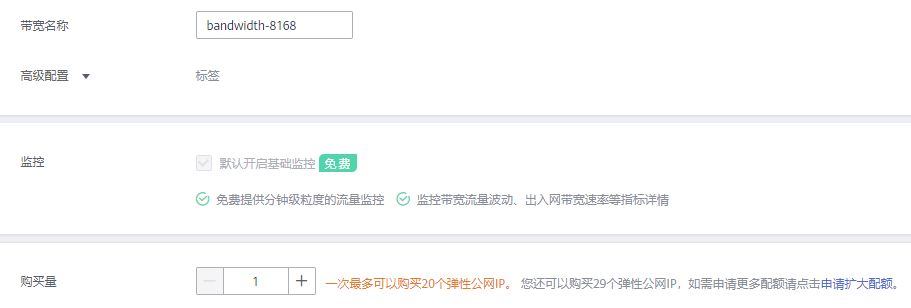 带宽名称 bandwidth-8168
高级配置 标签
监控 默认开启基础监控 免费
免费提供分钟级粒度的流量监控 监控带宽流量波动、出入网带宽速率等指标详情
购买量 — 1 + 一次最多可以购买20个弹性公网IP。 您还可以购买29个弹性公网IP，如需申请更多配额请点击申请扩大配额。